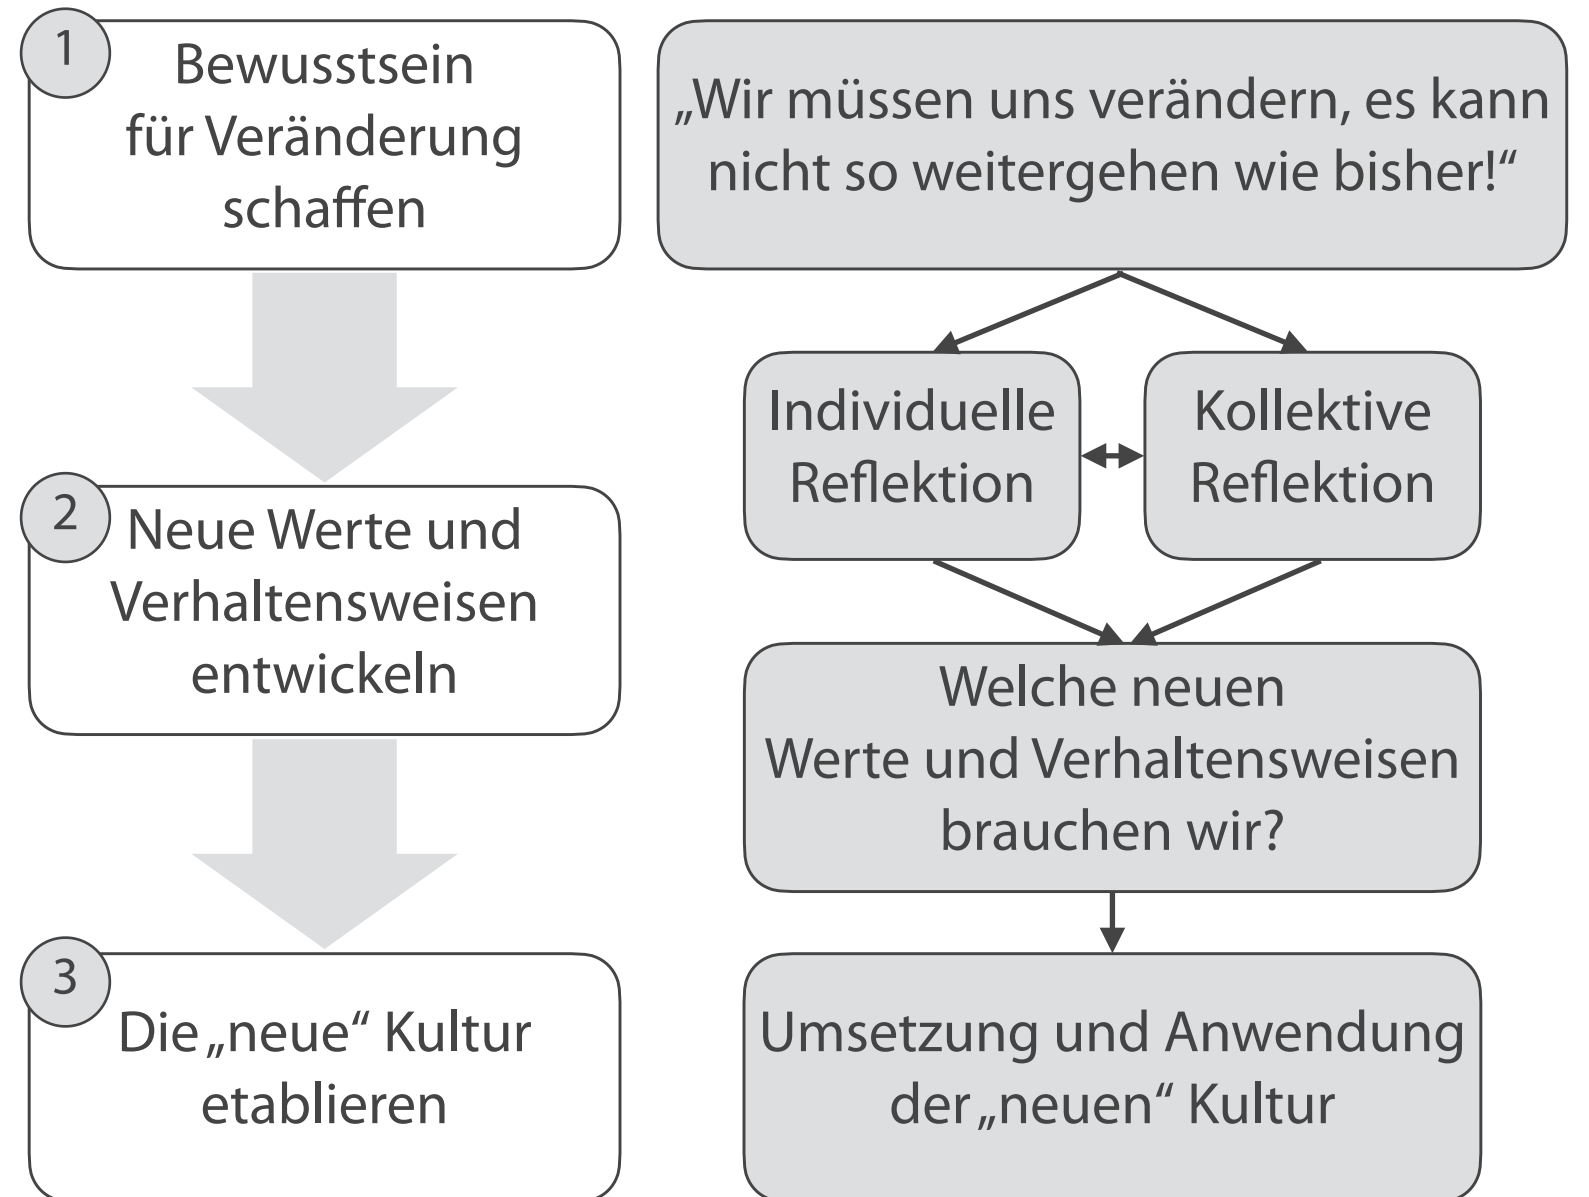 1
Bewusstsein
für Veränderung
schaffen
„Wir müssen uns verändern, es kann
nicht so weitergehen wie bisher!“
Individuelle
Reflektion
Kollektive
Reflektion
2
Neue Werte und
Verhaltensweisen
entwickeln
Welche neuen
Werte und Verhaltensweisen
brauchen wir?
3
Die „neue“ Kultur
etablieren
Umsetzung und Anwendung
der „neuen“ Kultur